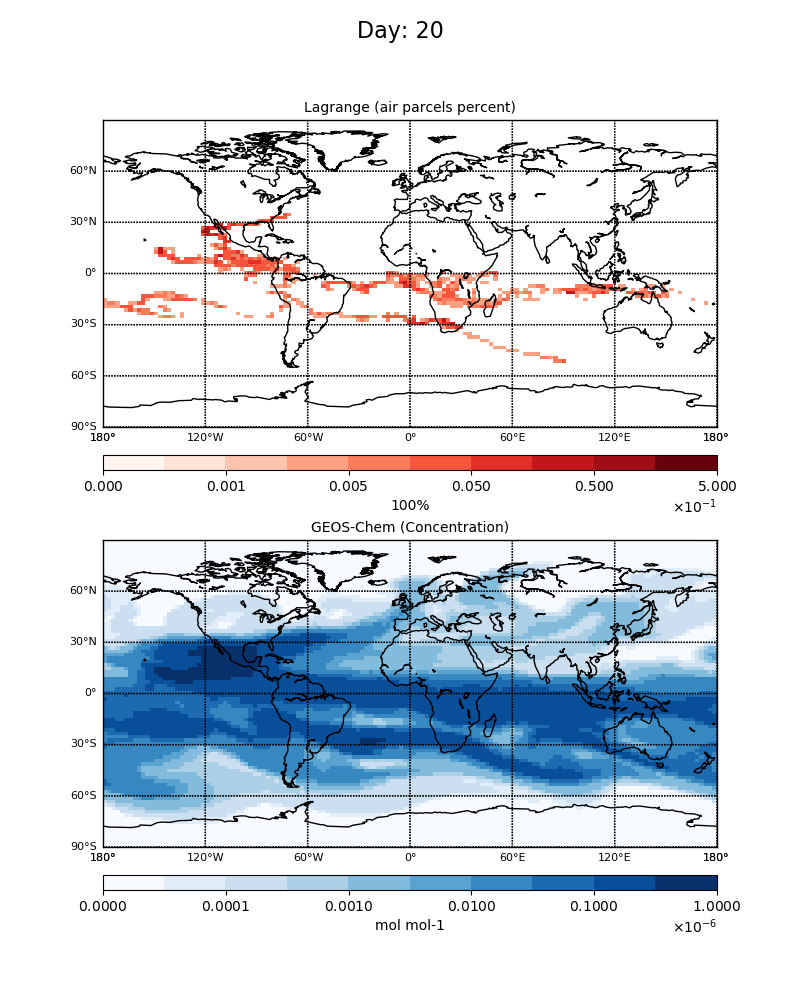 Day: 20
Lagrange (air parcels percent)
60°N
30°N
0°
30°S
60°S
90°S
180° 120°W 60°W 0° 60°E 120°E 180°
0.000 0.001 0.005 0.050 0.500 5.000
100% ×10⁻¹
GEOS-Chem (Concentration)
60°N
30°N
0°
30°S
60°S
90°S
180° 120°W 60°W 0° 60°E 120°E 180°
0.0000 0.0001 0.0010 0.0100 0.1000 1.0000
mol mol-1 ×10⁻⁶